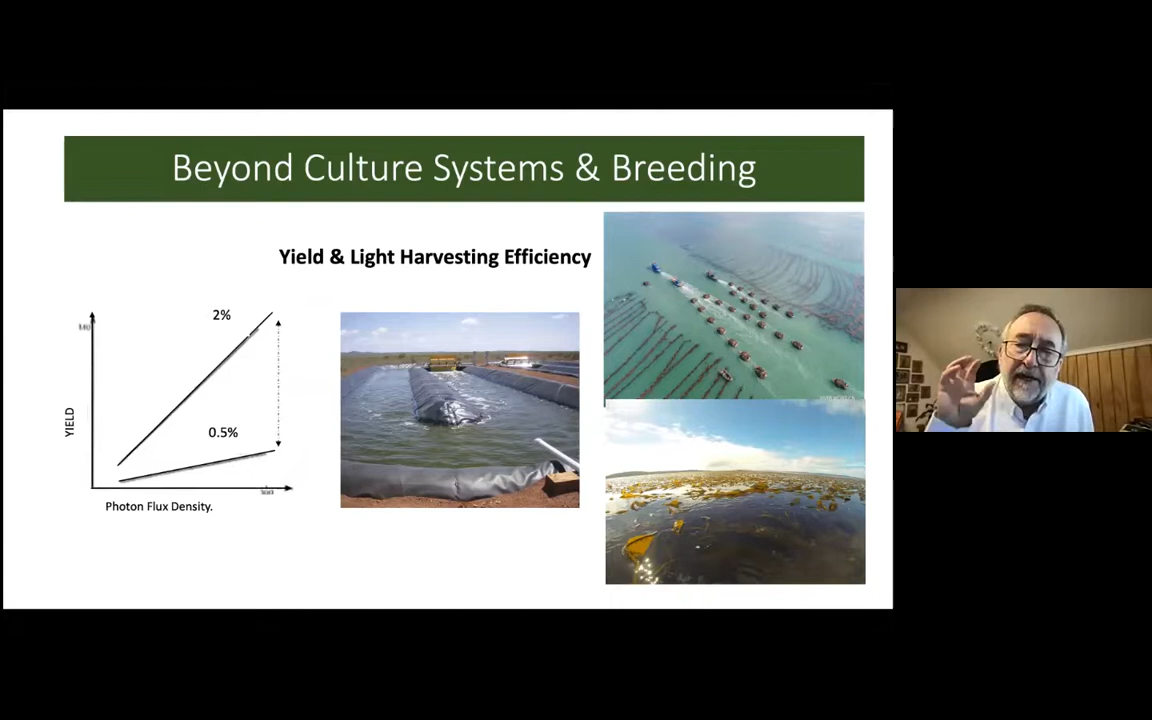 Beyond Culture Systems & Breeding
Yield & Light Harvesting Efficiency
2%
0.5%
YIELD
Photon Flux Density.